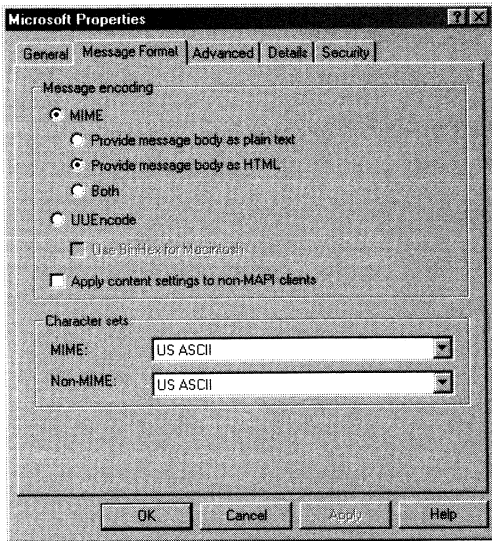 Microsoft Properties
General Message Format Advanced Details Security
Message encoding
MIME
Provide message body as plain text
Provide message body as HTML
Both
UUEncode
Use BinHex for Macintosh
Apply content settings to non-MAPI clients
Character sets
MIME: US ASCII
Non-MIME: US ASCII
OK Cancel Apply Help